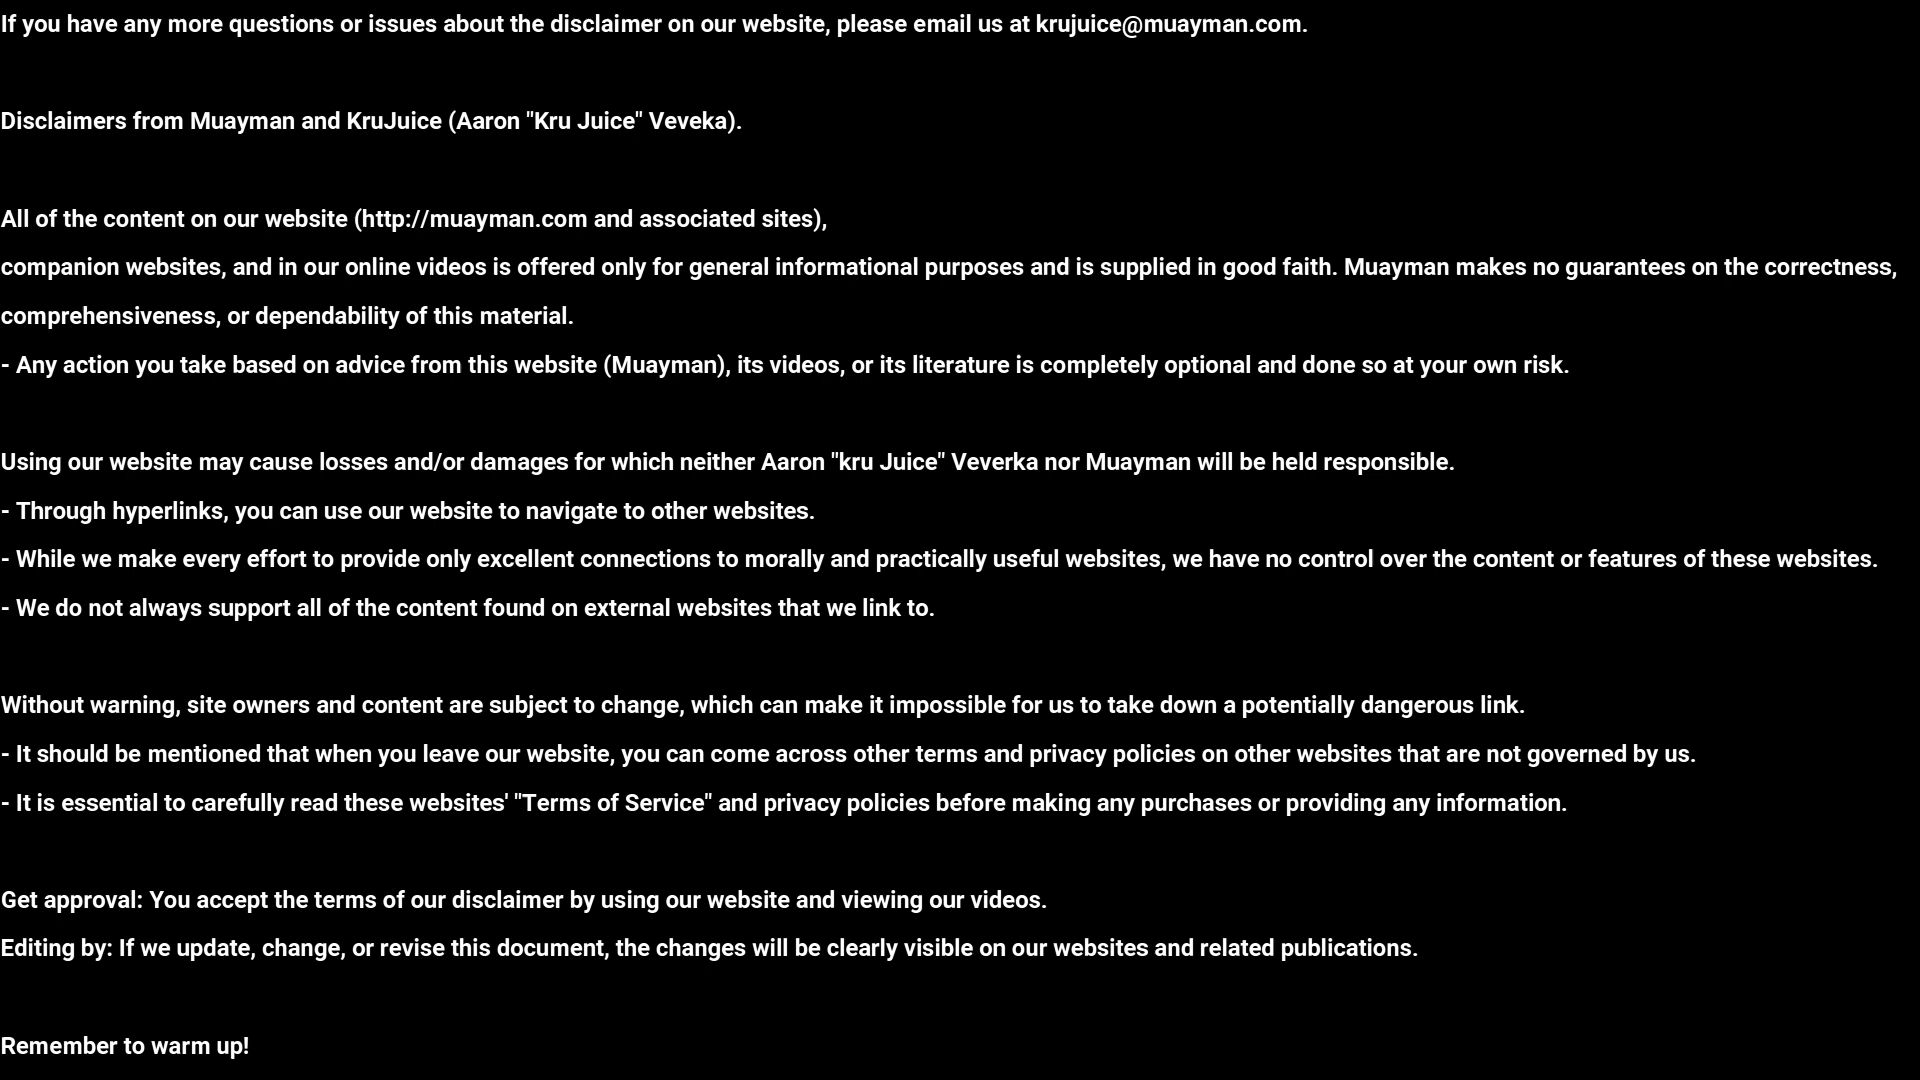 If you have any more questions or issues about the disclaimer on our website, please email us at krujuice@muayman.com.
Disclaimers from Muayman and KruJuice (Aaron "Kru Juice" Veveka).
All of the content on our website (http://muayman.com and associated sites),
companion websites, and in our online videos is offered only for general informational purposes and is supplied in good faith. Muayman makes no guarantees on the correctness,
comprehensiveness, or dependability of this material.
- Any action you take based on advice from this website (Muayman), its videos, or its literature is completely optional and done so at your own risk.
Using our website may cause losses and/or damages for which neither Aaron "kru Juice" Veverka nor Muayman will be held responsible.
- Through hyperlinks, you can use our website to navigate to other websites.
- While we make every effort to provide only excellent connections to morally and practically useful websites, we have no control over the content or features of these websites.
- We do not always support all of the content found on external websites that we link to.
Without warning, site owners and content are subject to change, which can make it impossible for us to take down a potentially dangerous link.
- It should be mentioned that when you leave our website, you can come across other terms and privacy policies on other websites that are not governed by us.
- It is essential to carefully read these websites' "Terms of Service" and privacy policies before making any purchases or providing any information.
Get approval: You accept the terms of our disclaimer by using our website and viewing our videos.
Editing by: If we update, change, or revise this document, the changes will be clearly visible on our websites and related publications.
Remember to warm up!